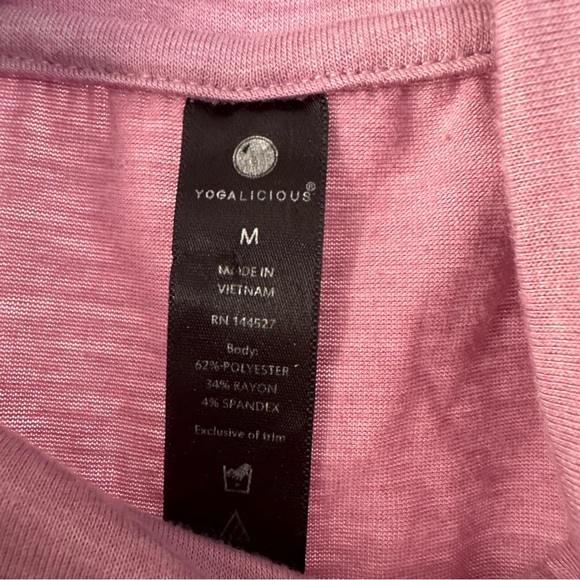 YOGALICIOUS®
M
MADE IN
VIETNAM
RN 144527
Body:
62%-POLYESTER
34% RAYON
4% SPANDEX
Exclusive of trim